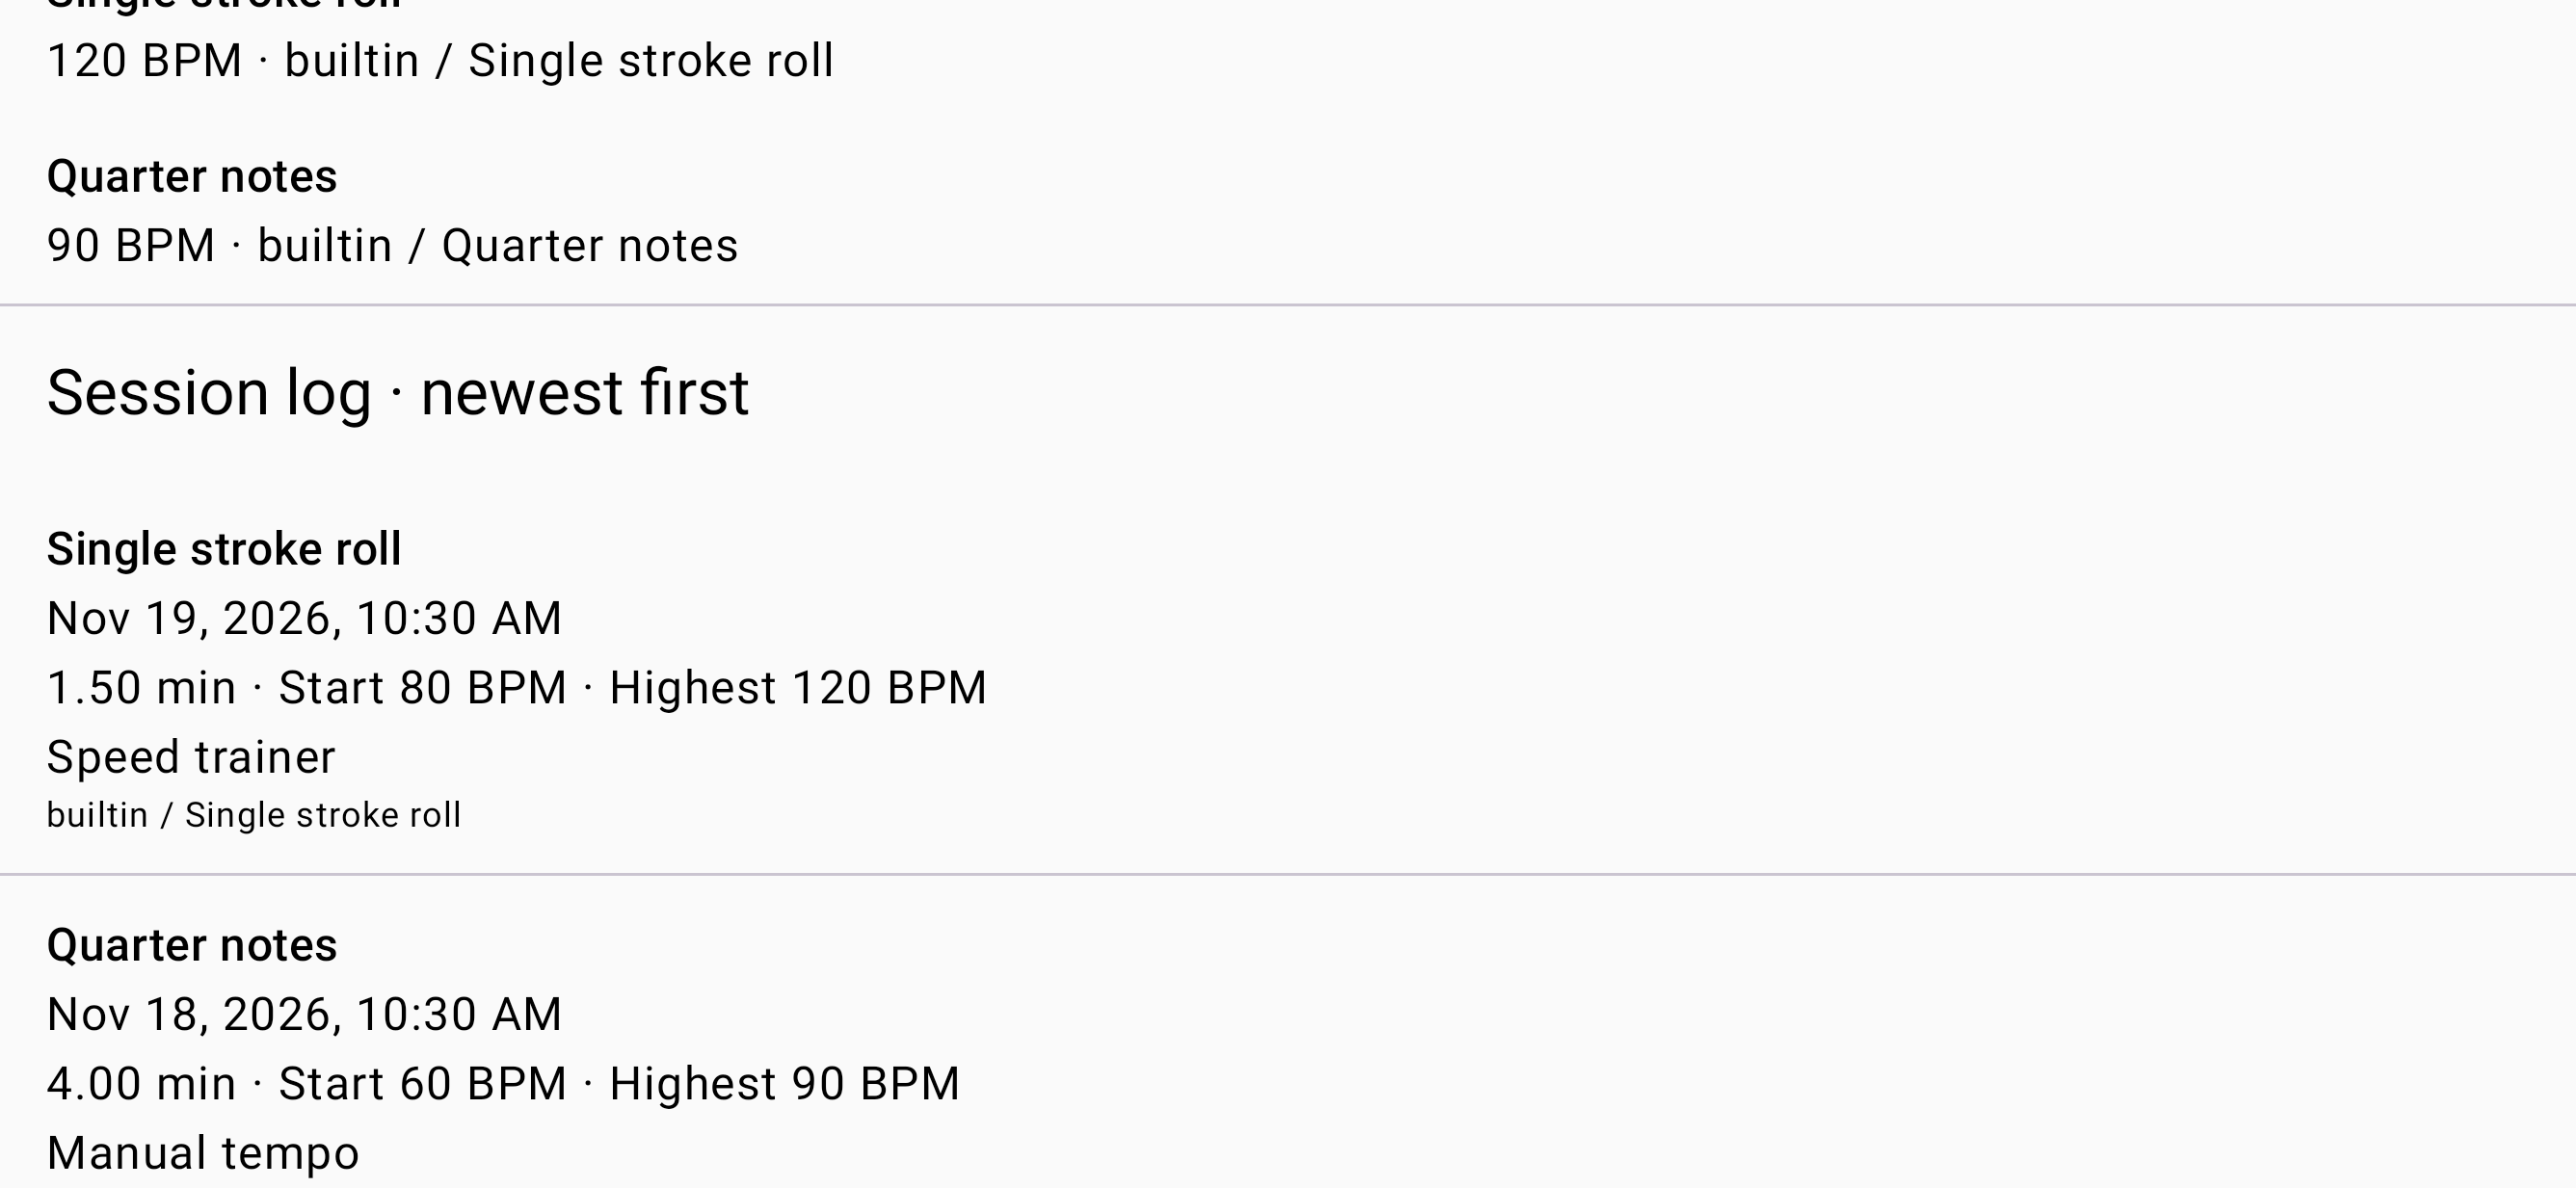 Single stroke roll
120 BPM · builtin / Single stroke roll
Quarter notes
90 BPM · builtin / Quarter notes
Session log · newest first
Single stroke roll
Nov 19, 2026, 10:30 AM
1.50 min · Start 80 BPM · Highest 120 BPM
Speed trainer
builtin / Single stroke roll
Quarter notes
Nov 18, 2026, 10:30 AM
4.00 min · Start 60 BPM · Highest 90 BPM
Manual tempo